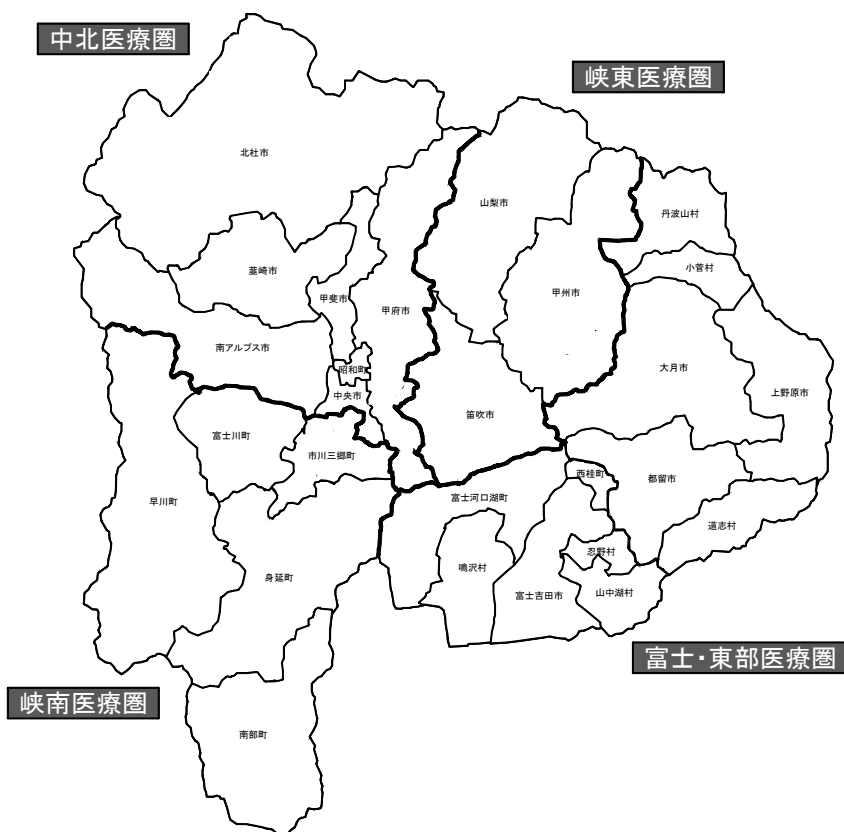 中北医療圏
峡東医療圏
北杜市
山梨市
丹波山村
小菅村
韮崎市
甲斐市
甲府市
甲州市
南アルプス市
昭和町
中央市
大月市
上野原市
笛吹市
富士川町
市川三郷町
早川町
西桂町
都留市
富士河口湖町
道志村
忍野村
鳴沢村
身延町
富士吉田市
山中湖村
富士・東部医療圏
峡南医療圏
南部町